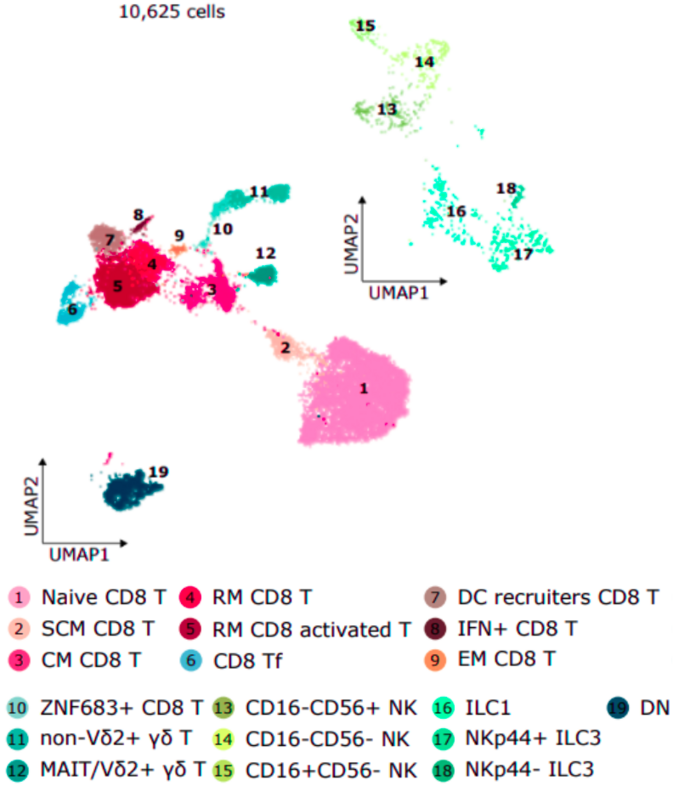 10,625 cells
15
14
13
18
16
17
UMAP2
UMAP1
11
8
10
7
9
4
12
5
3
6
2
1
19
UMAP2
UMAP1
1 Naive CD8 T 4 RM CD8 T 7 DC recruiters CD8 T
2 SCM CD8 T 5 RM CD8 activated T 8 IFN+ CD8 T
3 CM CD8 T 6 CD8 Tf 9 EM CD8 T
10 ZNF683+ CD8 T 13 CD16-CD56+ NK 16 ILC1 19 DN
11 non-Vδ2+ γδ T 14 CD16-CD56- NK 17 NKp44+ ILC3
12 MAIT/Vδ2+ γδ T 15 CD16+CD56- NK 18 NKp44- ILC3